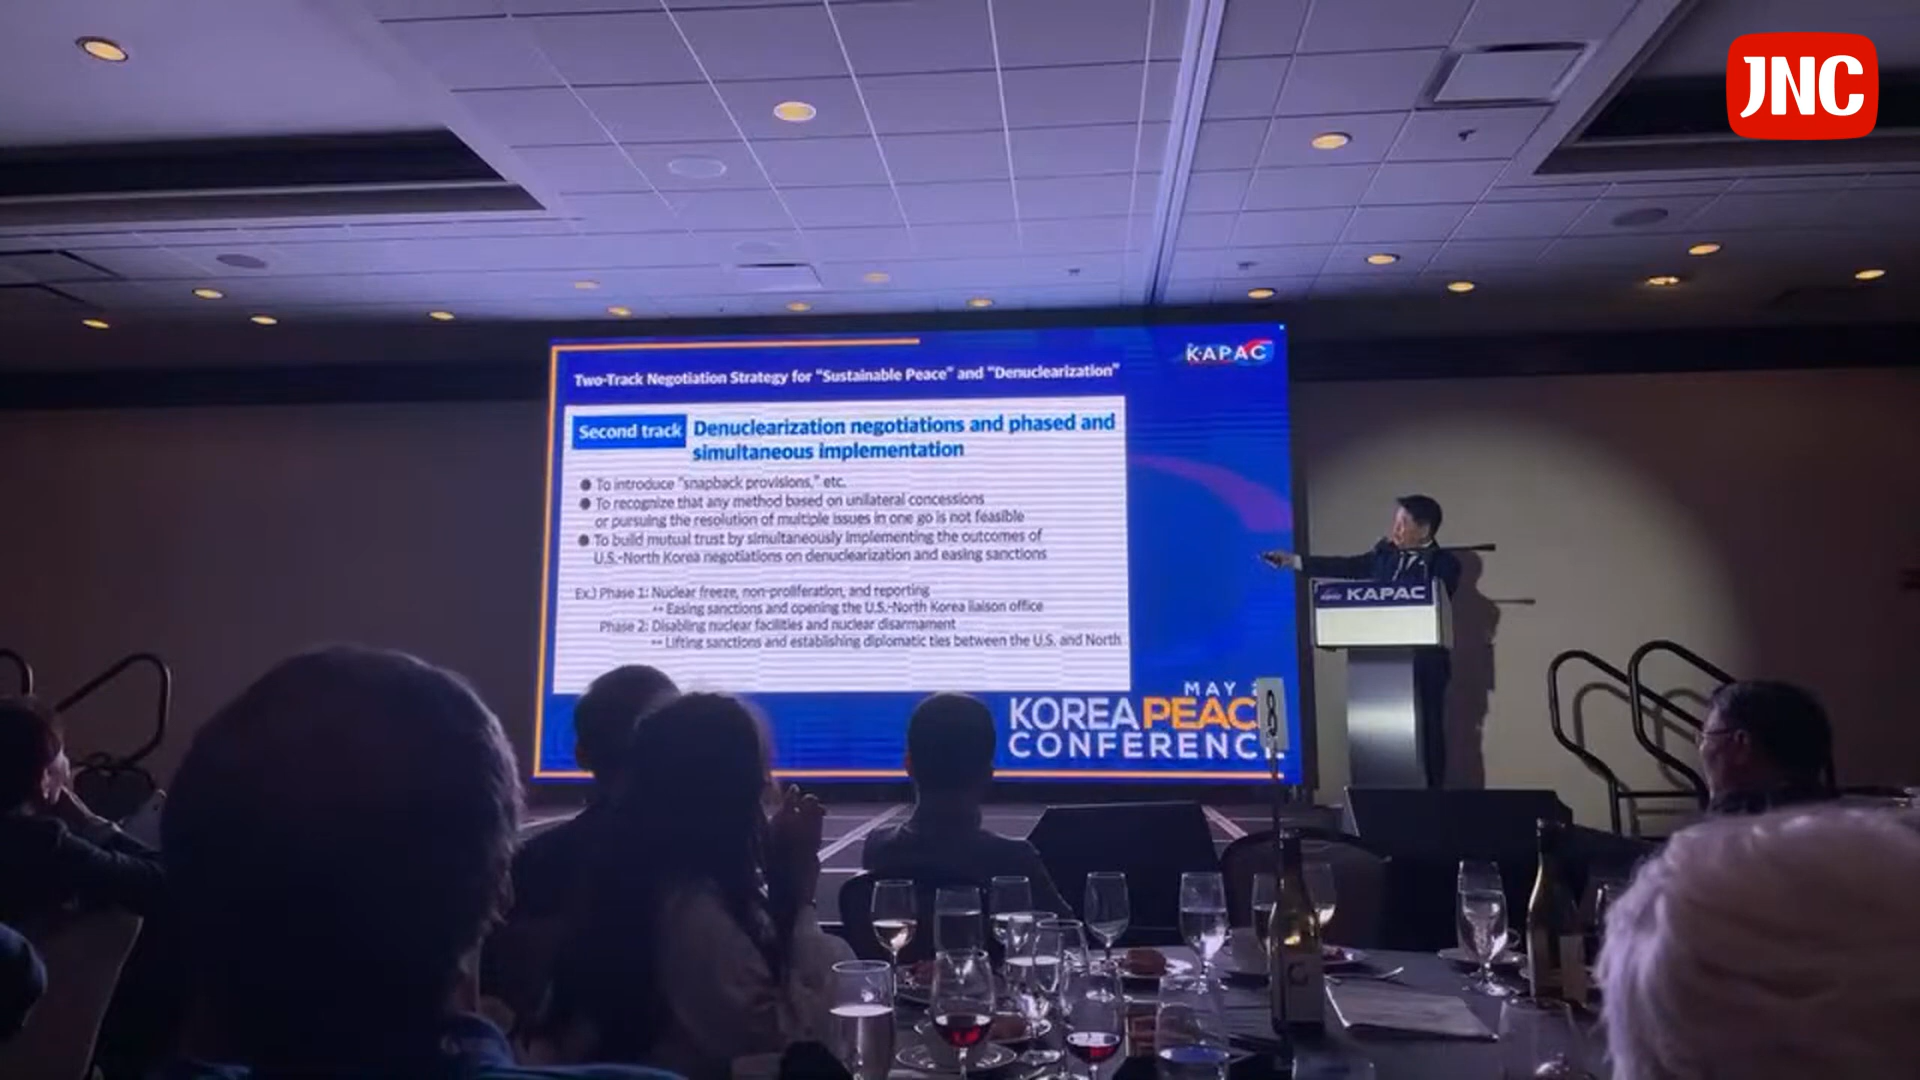 JNC
KAPAC
Two-Track Negotiation Strategy for "Sustainable Peace" and "Denuclearization"
Second track
Denuclearization negotiations and phased and
simultaneous implementation
● To introduce "snapback provisions," etc.
● To recognize that any method based on unilateral concessions
or pursuing the resolution of multiple issues in one go is not feasible
● To build mutual trust by simultaneously implementing the outcomes of
U.S.-North Korea negotiations on denuclearization and easing sanctions
Ex.) Phase 1: Nuclear freeze, non-proliferation, and reporting
↔ Easing sanctions and opening the U.S.-North Korea liaison office
Phase 2: Disabling nuclear facilities and nuclear disarmament
↔ Lifting sanctions and establishing diplomatic ties between the U.S. and North
KAPAC
MAY
KOREA PEAC
CONFERENC
8